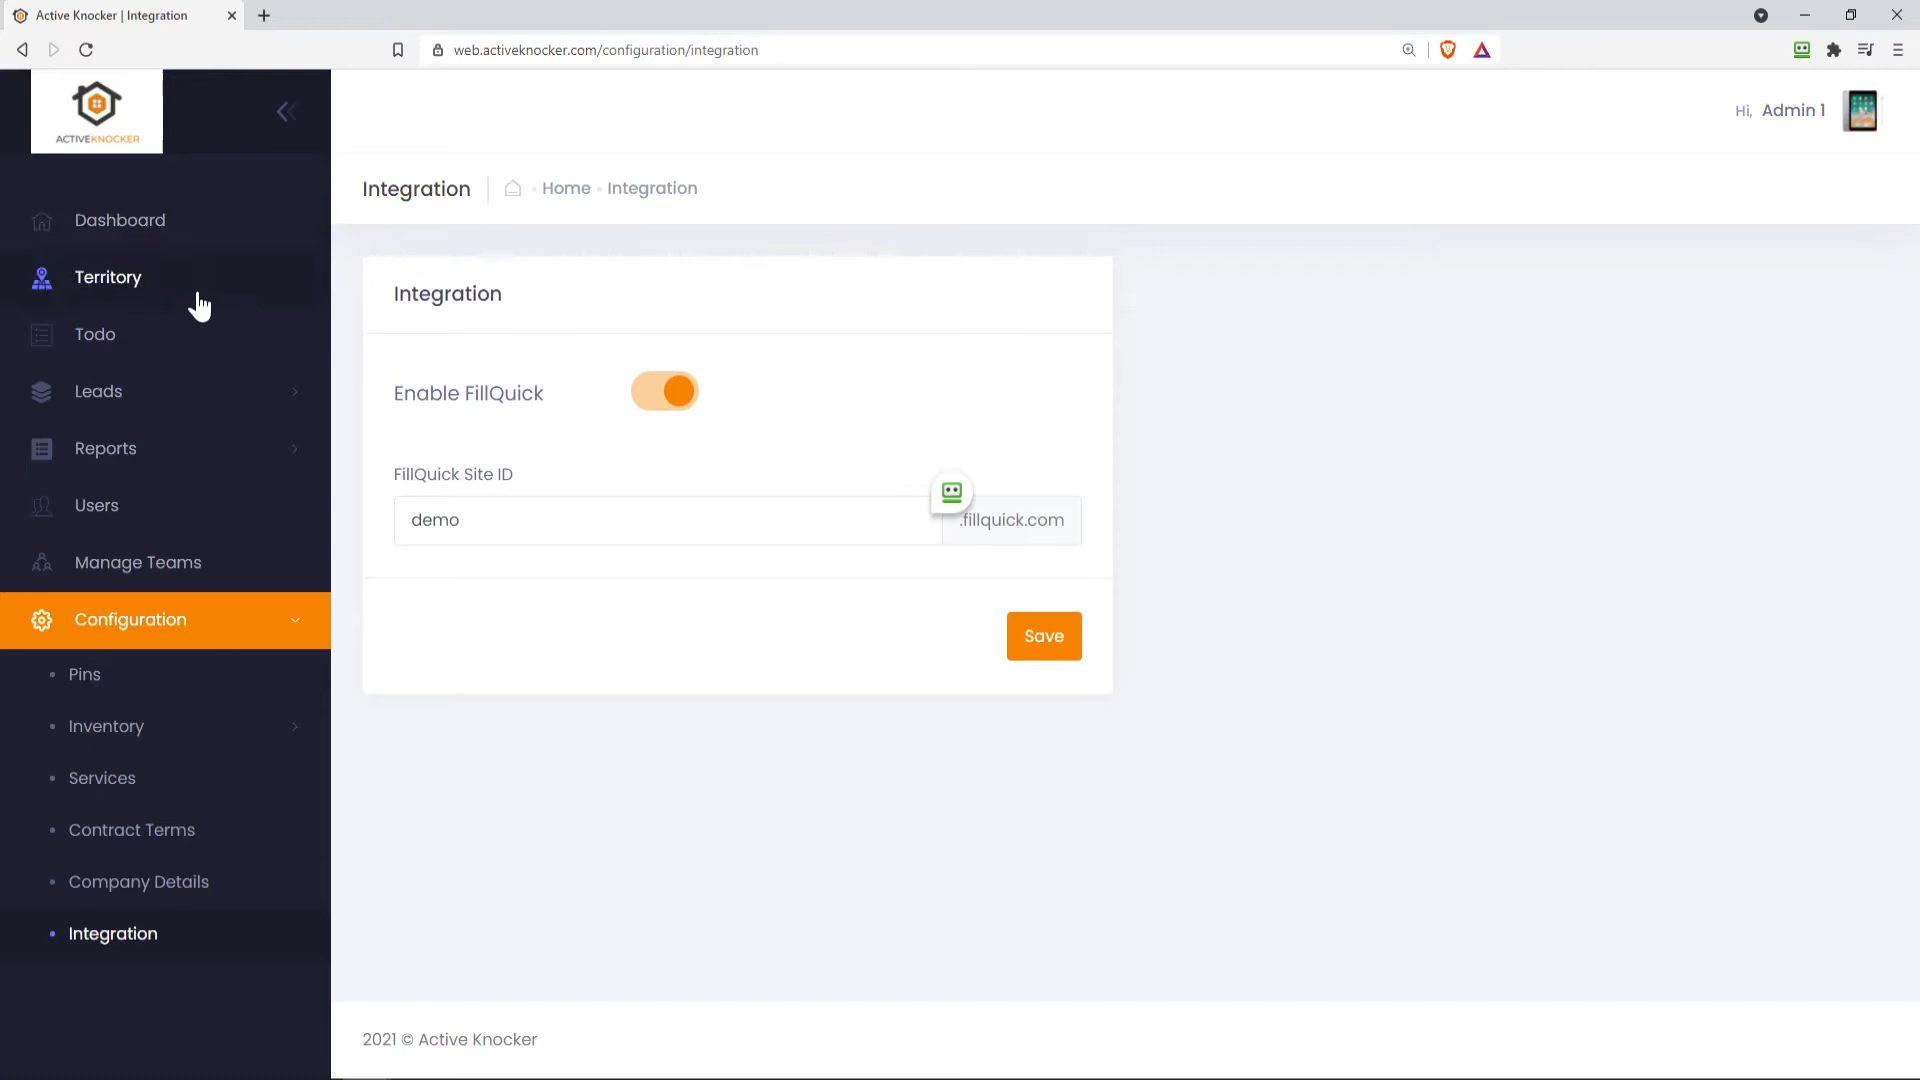 Active Knocker | Integration
web.activeknocker.com/configuration/integration
ACTIVEKNOCKER
Hi, Admin 1
Integration
Home
Integration
Dashboard
Territory
Todo
Leads
Reports
Users
Manage Teams
Configuration
Pins
Inventory
Services
Contract Terms
Company Details
Integration
Integration
Enable FillQuick
FillQuick Site ID
demo
.fillquick.com
Save
2021 © Active Knocker